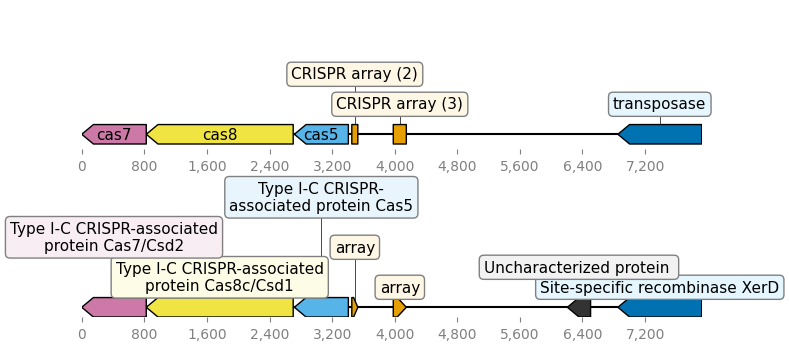 CRISPR array (2)
CRISPR array (3)
transposase
cas7
cas8
cas5
0 800 1,600 2,400 3,200 4,000 4,800 5,600 6,400 7,200
Type I-C CRISPR-
associated protein Cas5
Type I-C CRISPR-associated
protein Cas7/Csd2
array
Type I-C CRISPR-associated
protein Cas8c/Csd1
array
Uncharacterized protein
Site-specific recombinase XerD
0 800 1,600 2,400 3,200 4,000 4,800 5,600 6,400 7,200